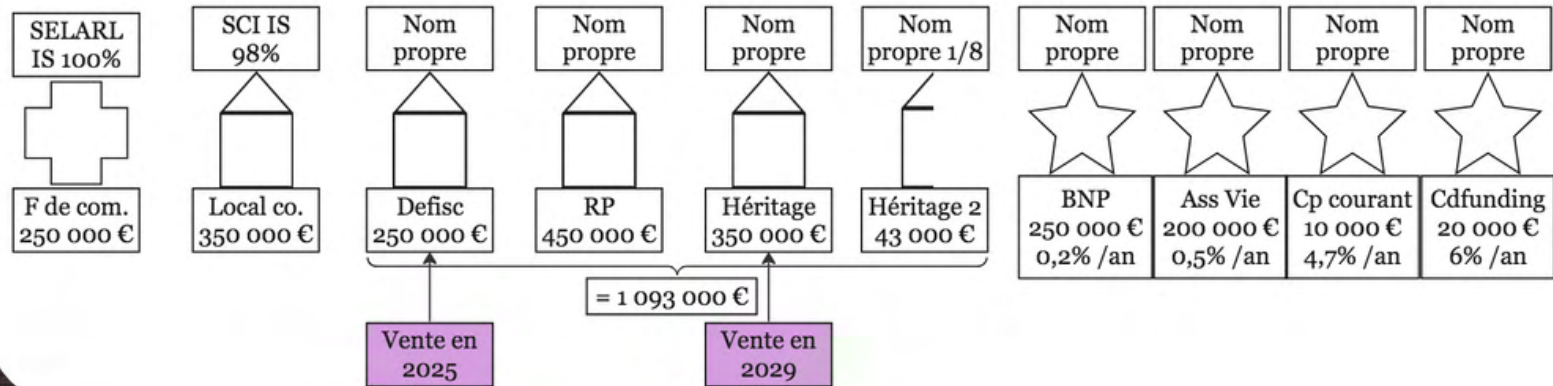 SELARL
IS 100%
SCI IS
98%
Nom
propre
Nom
propre
Nom
propre
Nom
propre 1/8
Nom
propre
Nom
propre
Nom
propre
Nom
propre
F de com.
250 000 €
Local co.
350 000 €
Defisc
250 000 €
RP
450 000 €
Héritage
350 000 €
Héritage 2
43 000 €
BNP
250 000 €
0,2% /an
Ass Vie
200 000 €
0,5% /an
Cp courant
10 000 €
4,7% /an
Cdfunding
20 000 €
6% /an
= 1 093 000 €
Vente en
2025
Vente en
2029